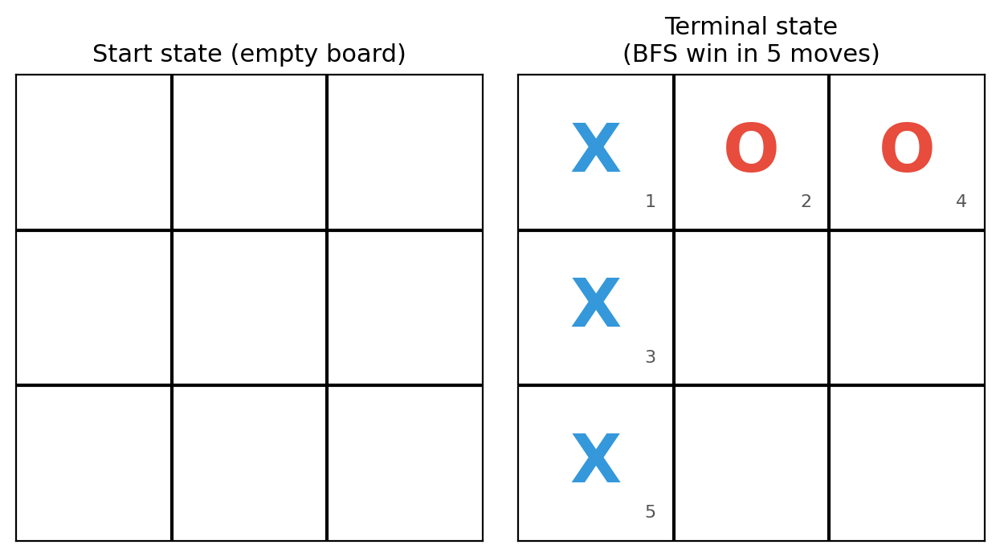 Start state (empty board)
Terminal state
(BFS win in 5 moves)
X O O
1 2 4
X
3
X
5